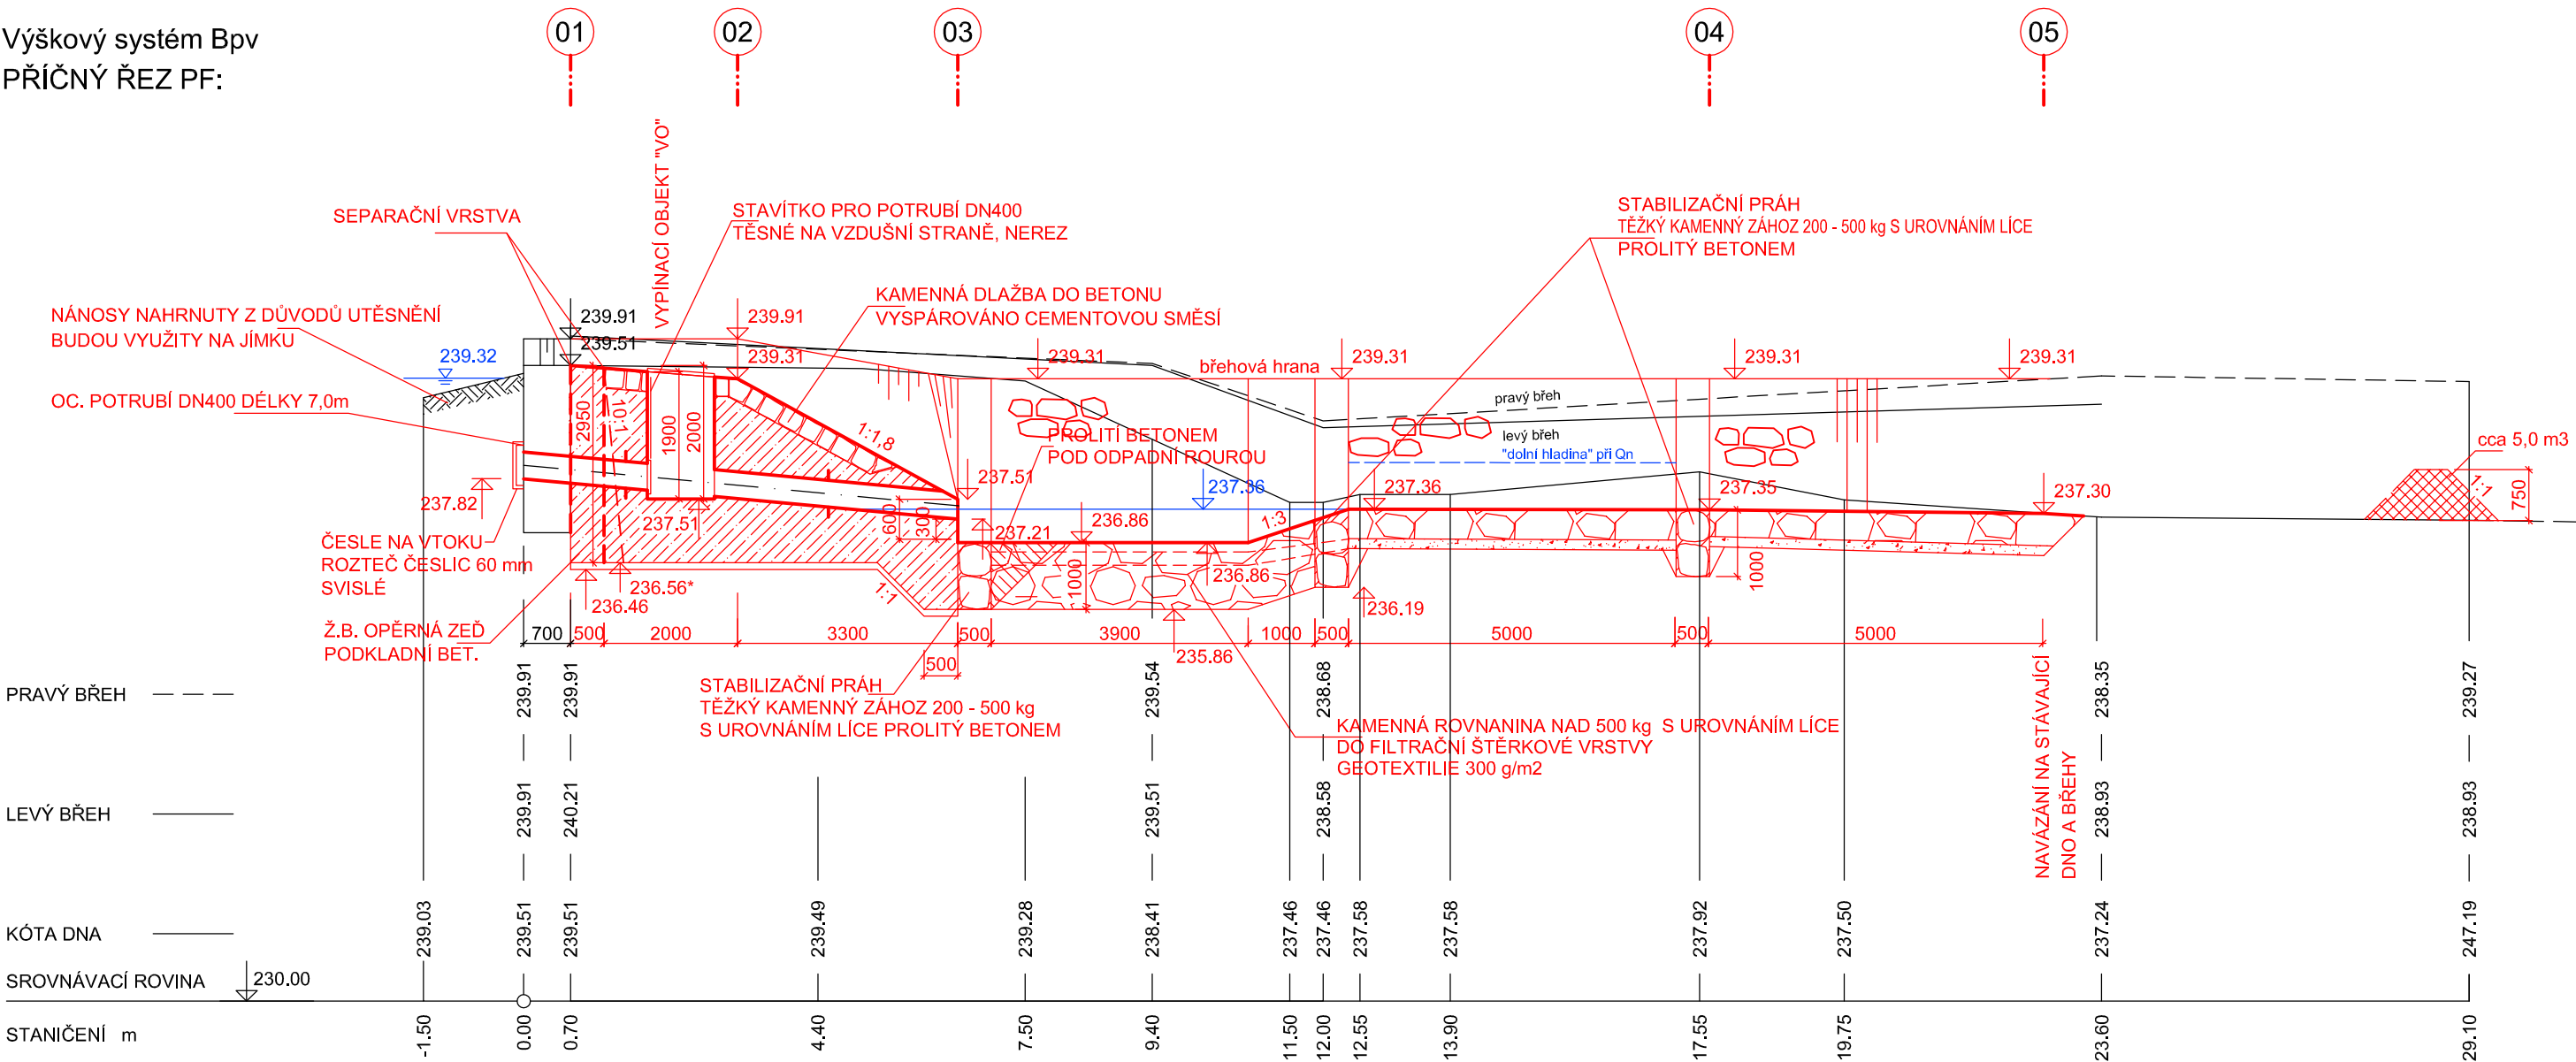 Výškový systém Bpv
PŘÍČNÝ ŘEZ PF:
01
02
03
04
05
SEPARAČNÍ VRSTVA
VYPÍNACÍ OBJEKT "VO"
STAVÍTKO PRO POTRUBÍ DN400
TĚSNÉ NA VZDUŠNÍ STRANĚ, NEREZ
STABILIZAČNÍ PRÁH
TĚŽKÝ KAMENNÝ ZÁHOZ 200 - 500 kg S UROVNÁNÍM LÍCE
PROLITÝ BETONEM
NÁNOSY NAHRNUTY Z DŮVODŮ UTĚSNĚNÍ
BUDOU VYUŽITY NA JÍMKU
KAMENNÁ DLAŽBA DO BETONU
VYSPÁROVÁNO CEMENTOVOU SMĚSÍ
239.91
239.51
239.91
239.31
239.32
239.31
břehová hrana
239.31
239.31
239.31
OC. POTRUBÍ DN400 DÉLKY 7,0m
pravý břeh
levý břeh
"dolní hladina" při Qn
PROLITÍ BETONEM
POD ODPADNÍ ROUROU
cca 5,0 m3
1:1
750
2950
10:1
1900
2000
1:1,8
237.82
237.51
237.51
600
300
237.21
237.36
236.86
1:3
237.36
237.35
237.30
ČESLE NA VTOKU
ROZTEČ ČESLIC 60 mm
SVISLÉ
236.56*
236.46
1:1
1000
236.86
236.19
1000
Ž.B. OPĚRNÁ ZEĎ
PODKLADNÍ BET.
700
500
2000
3300
500
3900
1000
500
5000
500
5000
500
235.86
STABILIZAČNÍ PRÁH
TĚŽKÝ KAMENNÝ ZÁHOZ 200 - 500 kg
S UROVNÁNÍM LÍCE PROLITÝ BETONEM
KAMENNÁ ROVNANINA NAD 500 kg S UROVNÁNÍM LÍCE
DO FILTRAČNÍ ŠTĚRKOVÉ VRSTVY
GEOTEXTILIE 300 g/m2
NAVÁZÁNÍ NA STÁVAJÍCÍ
DNO A BŘEHY
PRAVÝ BŘEH
239.91
239.91
239.54
238.68
238.35
239.27
LEVÝ BŘEH
239.91
240.21
239.51
238.58
238.93
238.93
KÓTA DNA
239.03
239.51
239.51
239.49
239.28
238.41
237.46
237.46
237.58
237.58
237.92
237.50
237.24
247.19
SROVNÁVACÍ ROVINA
230.00
STANIČENÍ m
-1.50
0.00
0.70
4.40
7.50
9.40
11.50
12.00
12.55
13.90
17.55
19.75
23.60
29.10